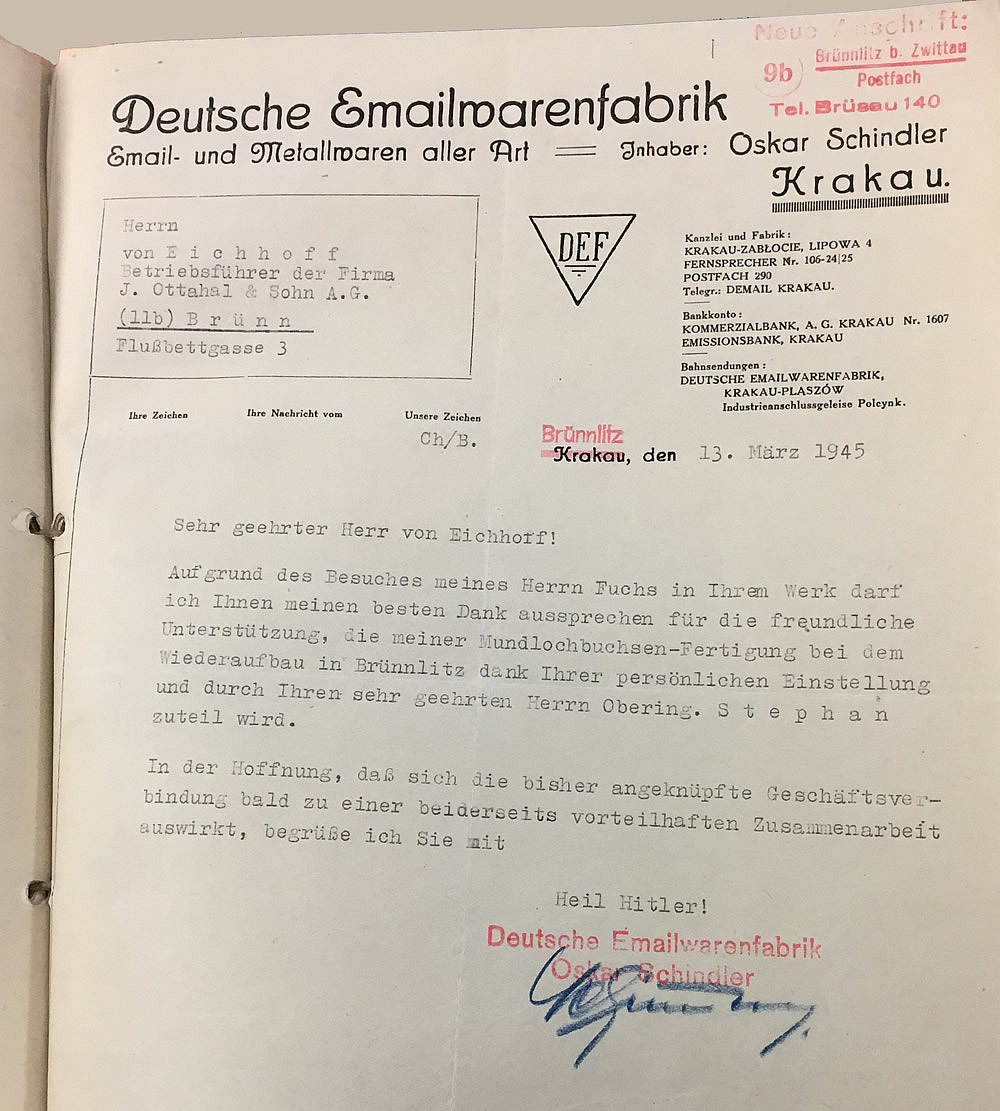 Neue Anschrift:
9b
Brünnlitz b. Zwittau
Postfach
Tel. Brüsau 140
Deutsche Emailwarenfabrik
Email- und Metallwaren aller Art = Inhaber: Oskar Schindler
Krakau.
Herrn
von E i c h h o f f
Betriebsführer der Firma
J. Ottahal & Sohn A.G.
(11b) B r ü n n
Flußbettgasse 3
DEF
Kanzlei und Fabrik:
KRAKAU-ZABŁOCIE, LIPOWA 4
FERNSPRECHER Nr. 106-24|25
POSTFACH 290
Telegr.: DEMAIL KRAKAU.
Bankkonto:
KOMMERZIALBANK, A. G. KRAKAU Nr. 1607
EMISSIONSBANK, KRAKAU
Bahnsendungen:
DEUTSCHE EMAILWARENFABRIK,
KRAKAU-PLASZÓW
Industrieanschlussgeleise Polcynk.
Ihre Zeichen Ihre Nachricht vom Unsere Zeichen
Ch/B.
Brünnlitz
Krakau, den 13. März 1945
Sehr geehrter Herr von Eichhoff!
Aufgrund des Besuches meines Herrn Fuchs in Ihrem Werk darf
ich Ihnen meinen besten Dank aussprechen für die freundliche
Unterstützung, die meiner Mundlochbuchsen-Fertigung bei dem
Wiederaufbau in Brünnlitz dank Ihrer persönlichen Einstellung
und durch Ihren sehr geehrten Herrn Obering. S t e p h a n
zuteil wird.
In der Hoffnung, daß sich die bisher angeknüpfte Geschäftsver-
bindung bald zu einer beiderseits vorteilhaften Zusammenarbeit
auswirkt, begrüße ich Sie mit
Heil Hitler!
Deutsche Emailwarenfabrik
Oskar Schindler